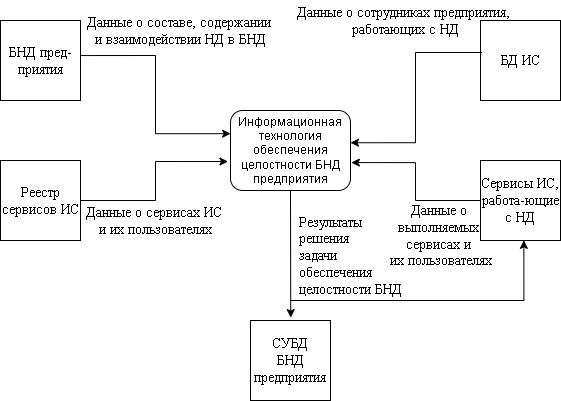 Данные о составе, содержании
и взаимодействии НД в БНД
Данные о сотрудниках предприятия,
работающих с НД
БНД пред-
приятия
БД ИС
Информационная
технология
обеспечения
целостности БНД
предприятия
Реестр
сервисов ИС
Сервисы ИС,
работа-ющие
с НД
Данные о сервисах ИС
и их пользователях
Данные о
выполняемых
сервисах и
их пользователях
Результаты
решения
задачи
обеспечения
целостности БНД
СУБД
БНД
предприятия